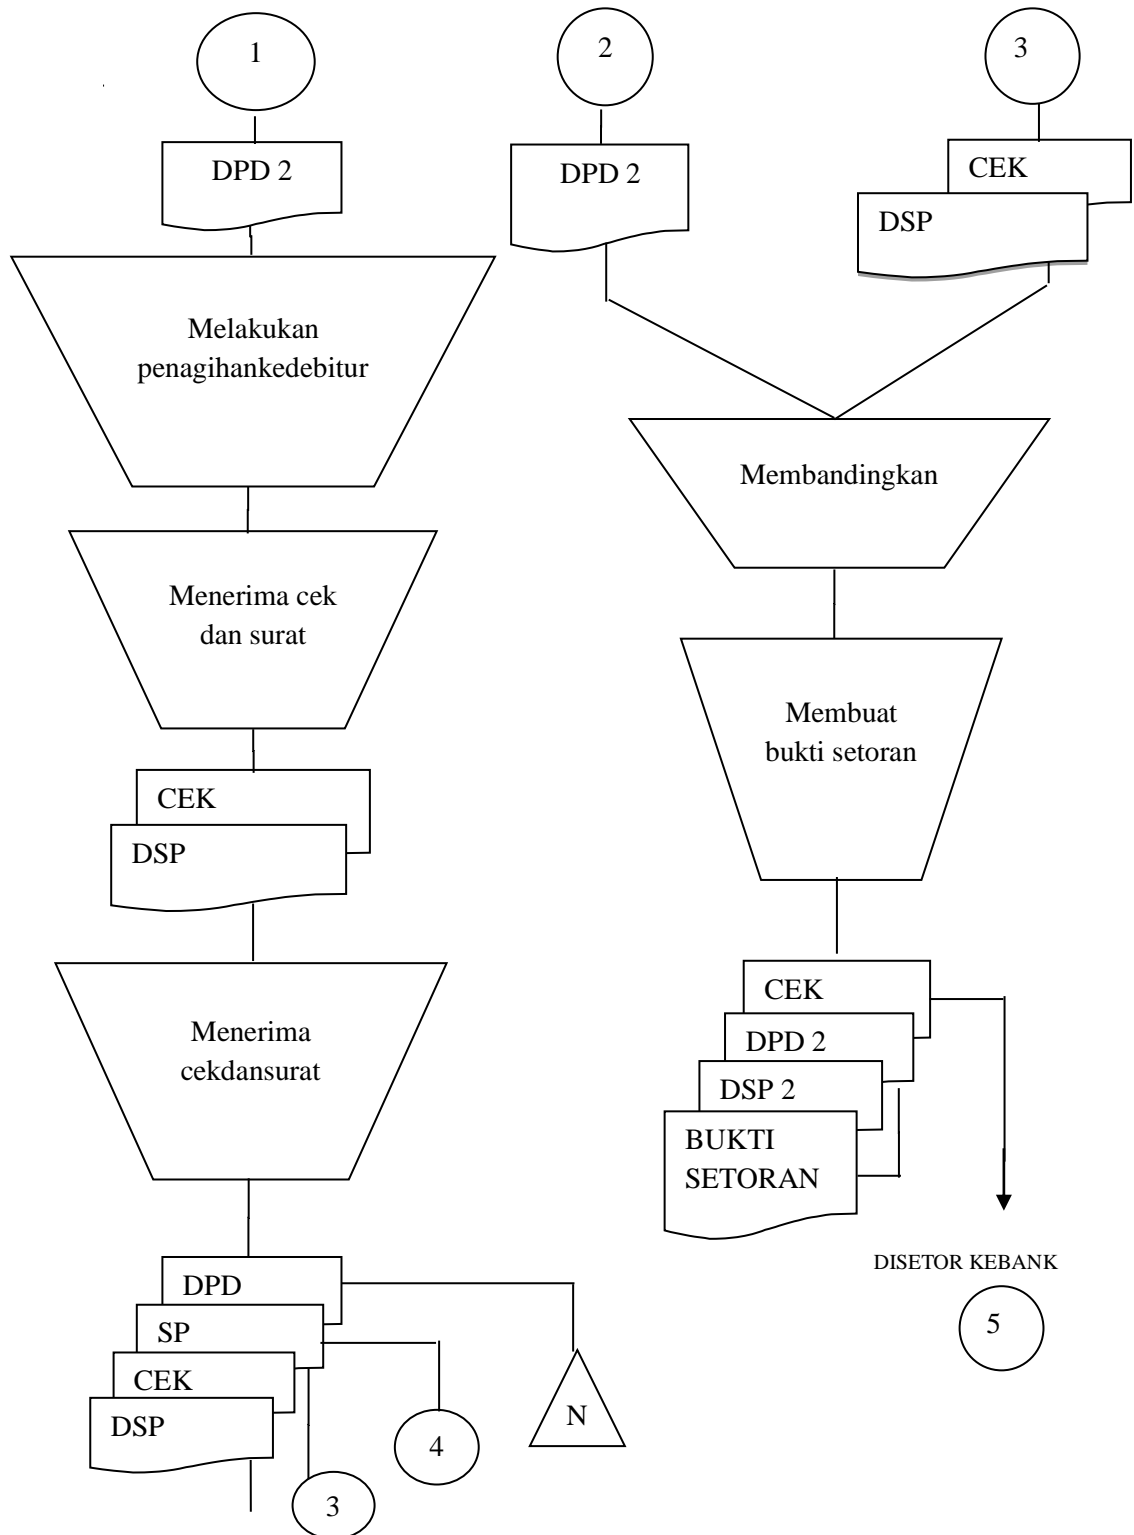 1
2
3
DPD 2
DPD 2
CEK
DSP
Melakukan
penagihankedebitur
Membandingkan
Menerima cek
dan surat
Membuat
bukti setoran
CEK
DSP
Menerima
cekdansurat
CEK
DPD 2
DSP 2
BUKTI
SETORAN
DISETOR KEBANK
5
DPD
SP
CEK
DSP
N
4
3